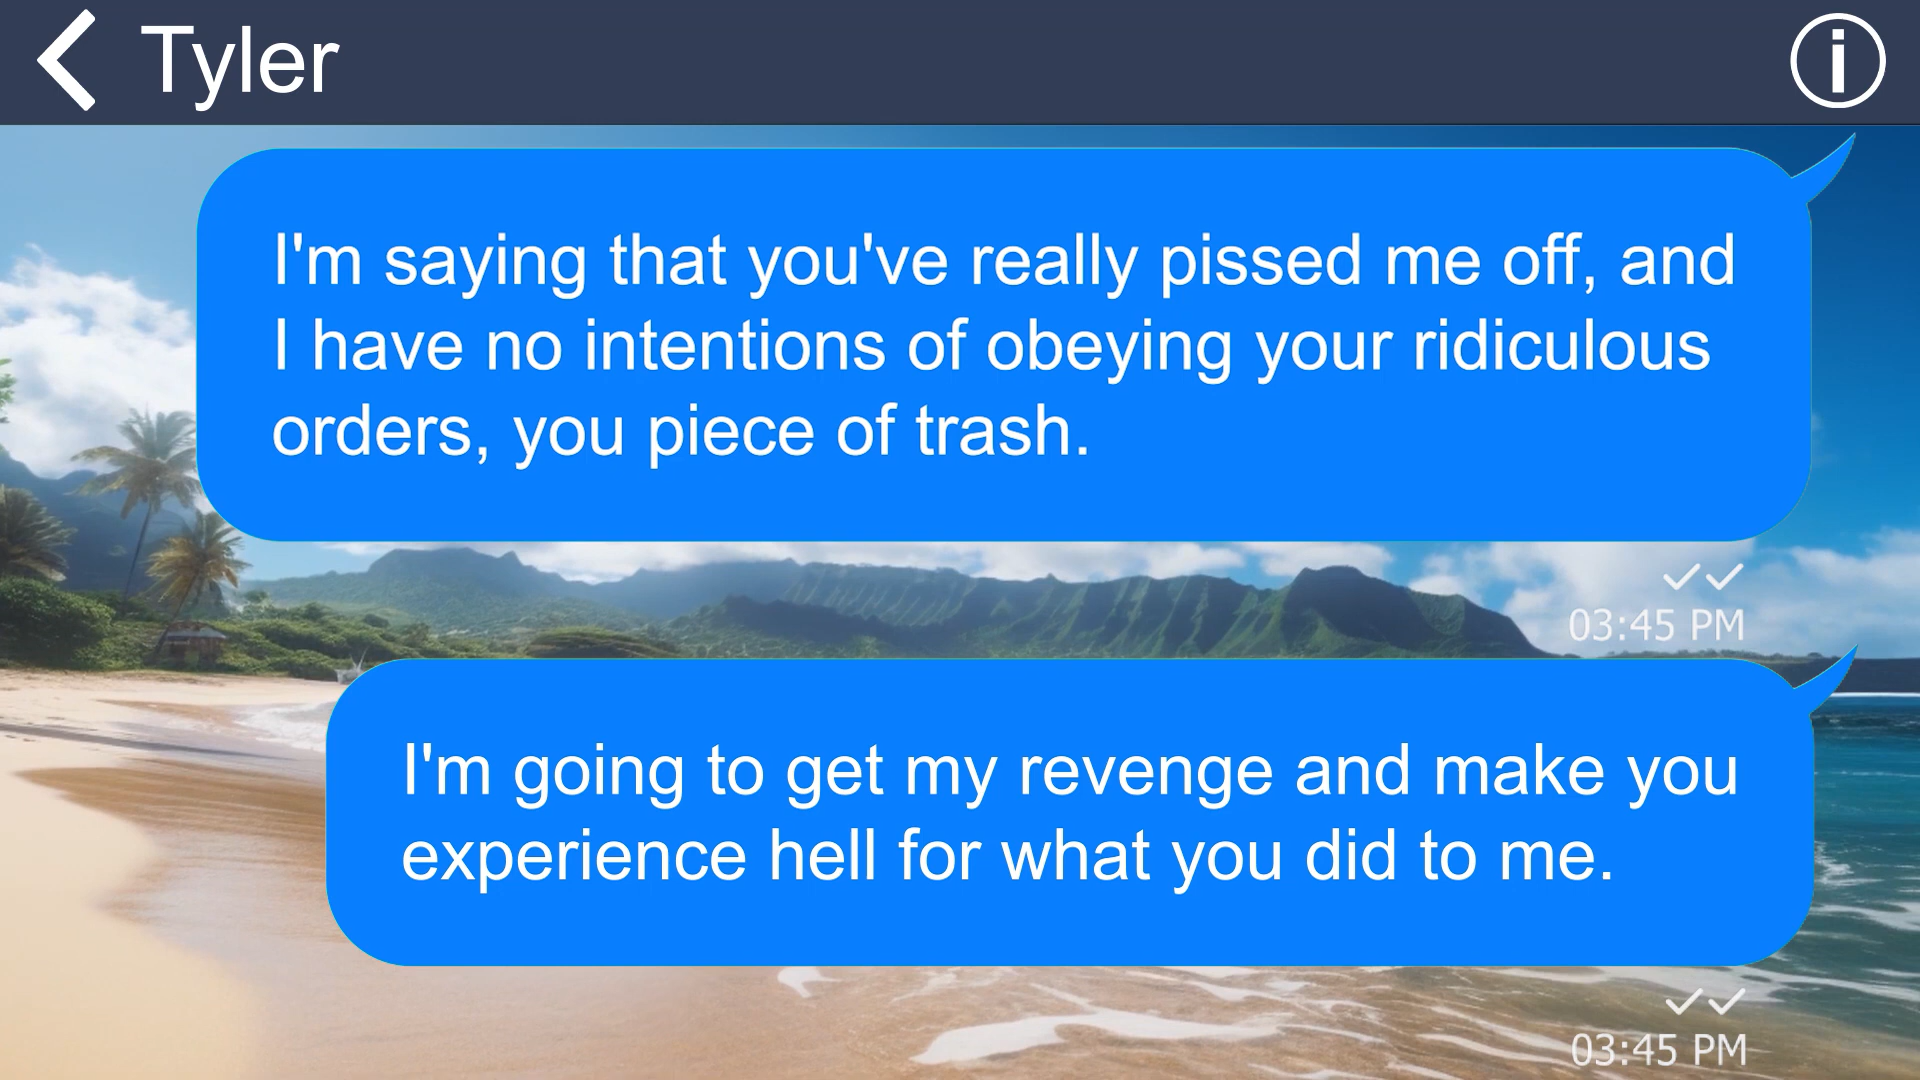 Tyler
I'm saying that you've really pissed me off, and
I have no intentions of obeying your ridiculous
orders, you piece of trash.
03:45 PM
I'm going to get my revenge and make you
experience hell for what you did to me.
03:45 PM